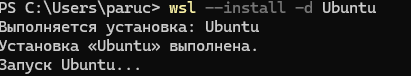 PS C:\Users\paruc> wsl --install -d Ubuntu
Выполняется установка: Ubuntu
Установка «Ubuntu» выполнена.
Запуск Ubuntu...